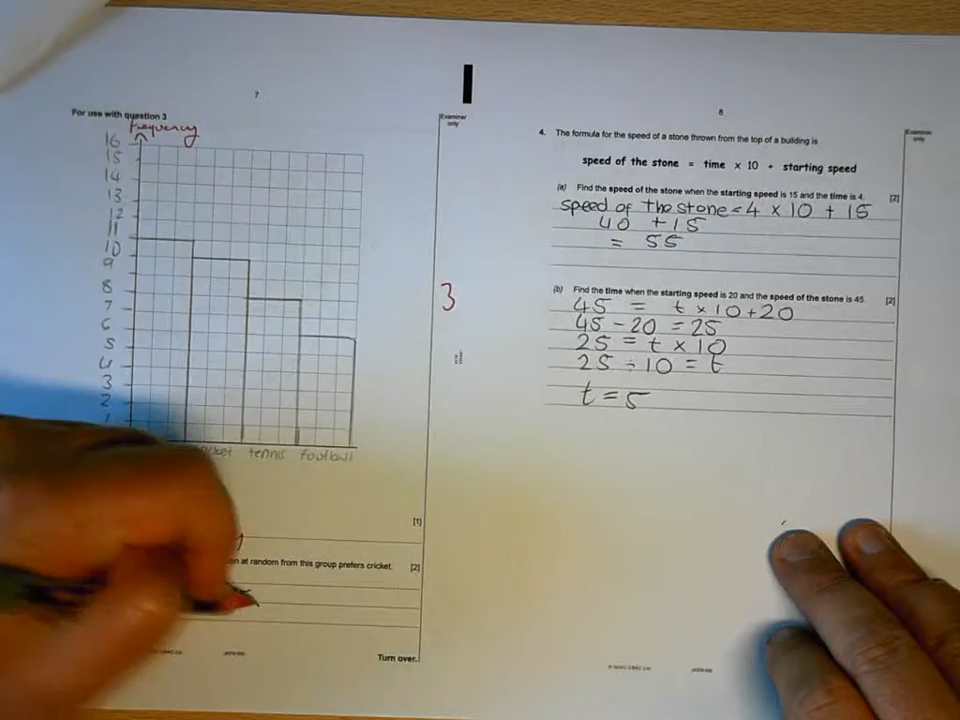 7
For use with question 3
Examiner only
Frequency
16
15
14
13
12
11
10
9
8
7
6
5
4
3
2
tennis football
3
[1]
at random from this group prefers cricket. [2]
Turn over.
8
Examiner only
4. The formula for the speed of a stone thrown from the top of a building is
speed of the stone = time × 10 + starting speed
(a) Find the speed of the stone when the starting speed is 15 and the time is 4. [2]
speed of the stone = 4 × 10 + 15
40 + 15
= 55
(b) Find the time when the starting speed is 20 and the speed of the stone is 45. [2]
45 = t × 10 + 20
45 - 20 = 25
25 = t × 10
25 ÷ 10 = t
t = 5